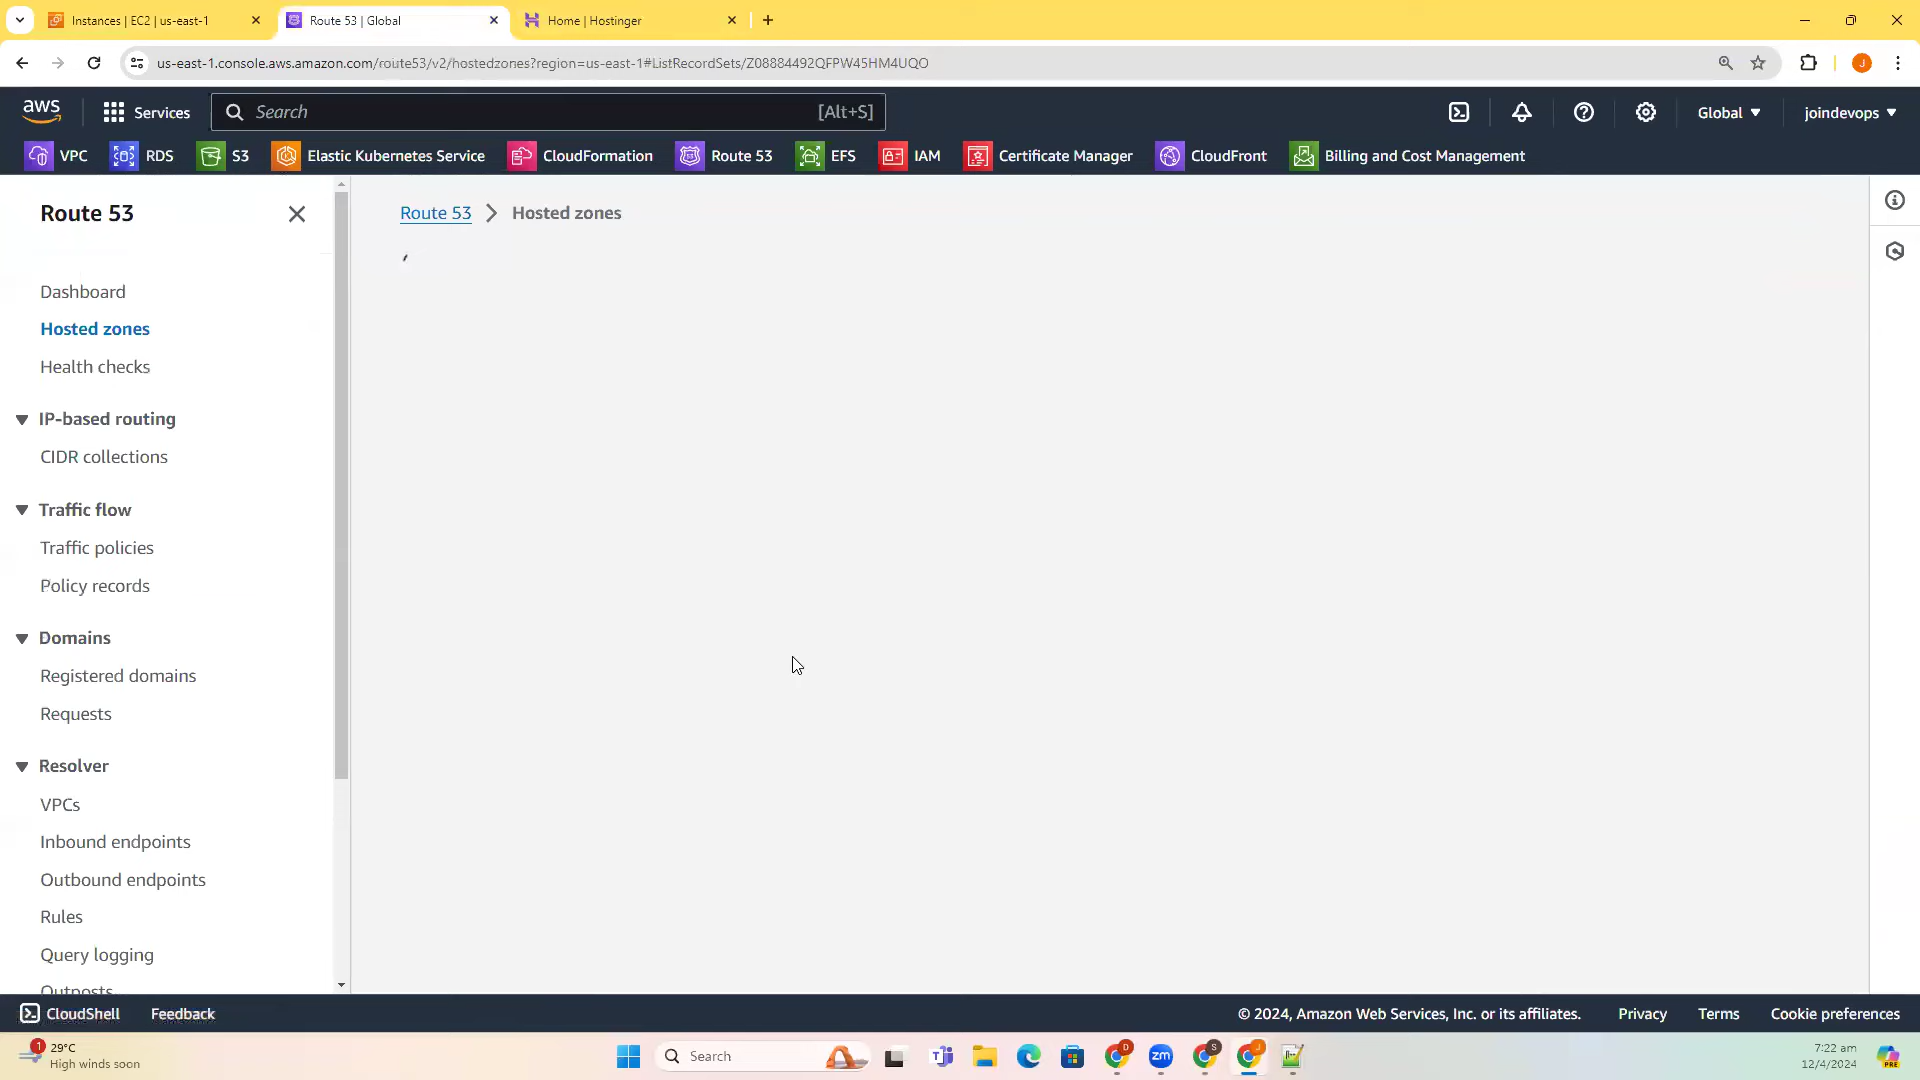 Instances | EC2 | us-east-1
Route 53 | Global
Home | Hostinger
us-east-1.console.aws.amazon.com/route53/v2/hostedzones?region=us-east-1#ListRecordSets/Z08884492QFPW45HM4UQO
J
aws
Services
Search
[Alt+S]
Global
joindevops
VPC
RDS
S3
Elastic Kubernetes Service
CloudFormation
Route 53
EFS
IAM
Certificate Manager
CloudFront
Billing and Cost Management
Route 53
Route 53 > Hosted zones
Dashboard
Hosted zones
Health checks
IP-based routing
CIDR collections
Traffic flow
Traffic policies
Policy records
Domains
Registered domains
Requests
Resolver
VPCs
Inbound endpoints
Outbound endpoints
Rules
Query logging
Outposts
CloudShell
Feedback
© 2024, Amazon Web Services, Inc. or its affiliates.
Privacy
Terms
Cookie preferences
1
29°C
High winds soon
Search
D
zm
S
J
7:22 am
12/4/2024
PRE